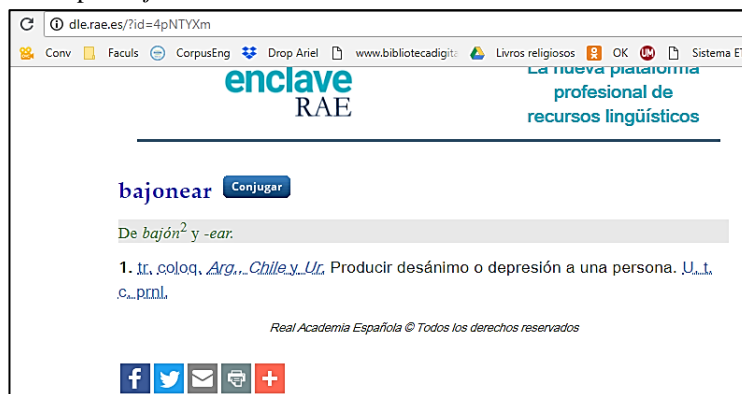 dle.rae.es/?id=4pNTYXm
Conv Faculs CorpusEng Drop Ariel www.bibliotecadigita Livros religiosos OK Sistema E
enclave
RAE
La nueva plataforma
profesional de
recursos lingüísticos
bajonear Conjugar
De bajón² y -ear.
1. tr. coloq. Arg., Chile y Ur. Producir desánimo o depresión a una persona. U. t.
c. prnl.
Real Academia Española © Todos los derechos reservados